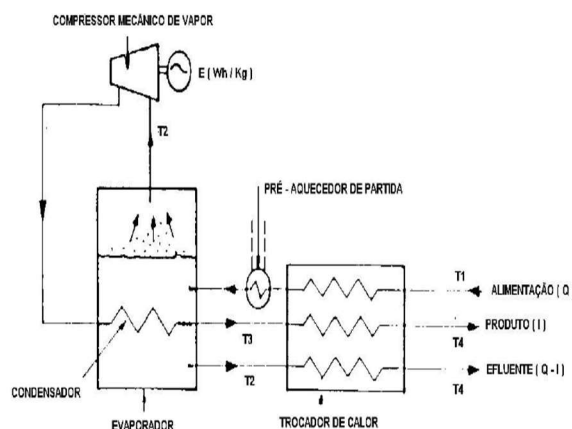 COMPRESSOR MECÂNICO DE VAPOR
E ( Wh / Kg )
T2
PRÉ - AQUECEDOR DE PARTIDA
T1
ALIMENTAÇÃO ( Q
PRODUTO ( I )
T3
T4
EFLUENTE ( Q - I )
T2
T4
CONDENSADOR
EVAPORADOR
TROCADOR DE CALOR